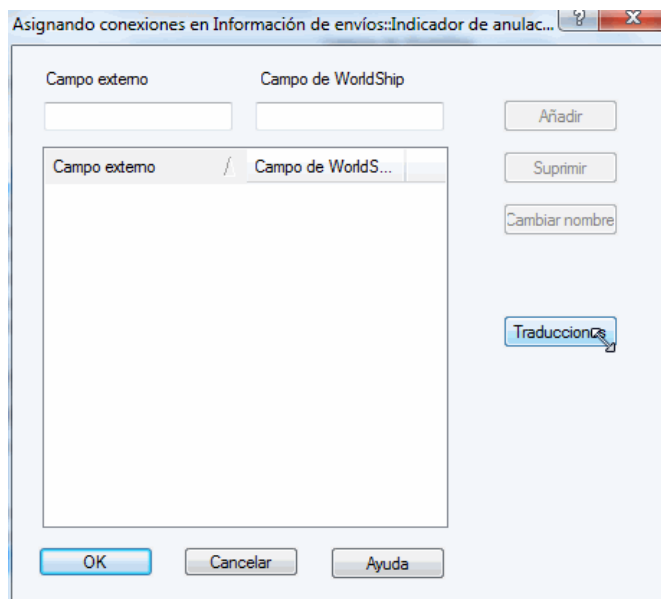 Asignando conexiones en Información de envíos::Indicador de anulac...
Campo externo
Campo de WorldShip
Añadir
Campo externo
Campo de WorldS...
Suprimir
Cambiar nombre
Traducciones
OK
Cancelar
Ayuda